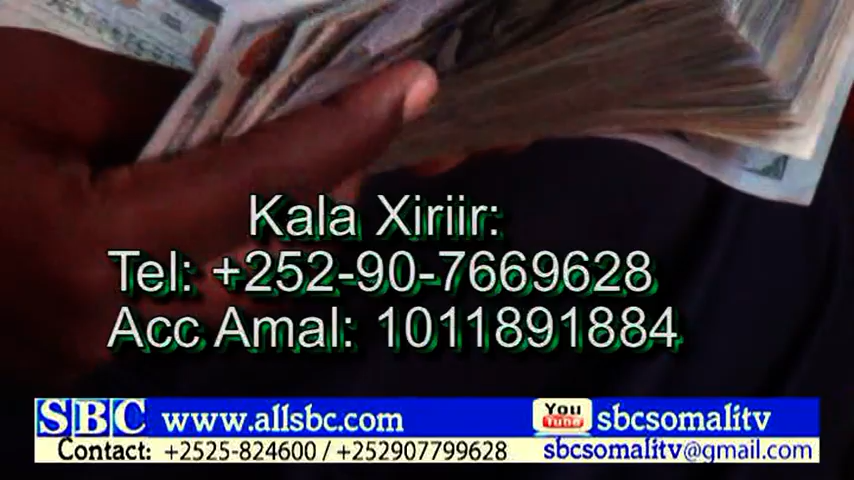 Kala Xiriir:
Tel: +252-90-7669628
Acc Amal: 1011891884
SBC www.allsbc.com You Tube sbcsomalitv
Contact: +2525-824600 / +252907799628 sbcsomalitv@gmail.com